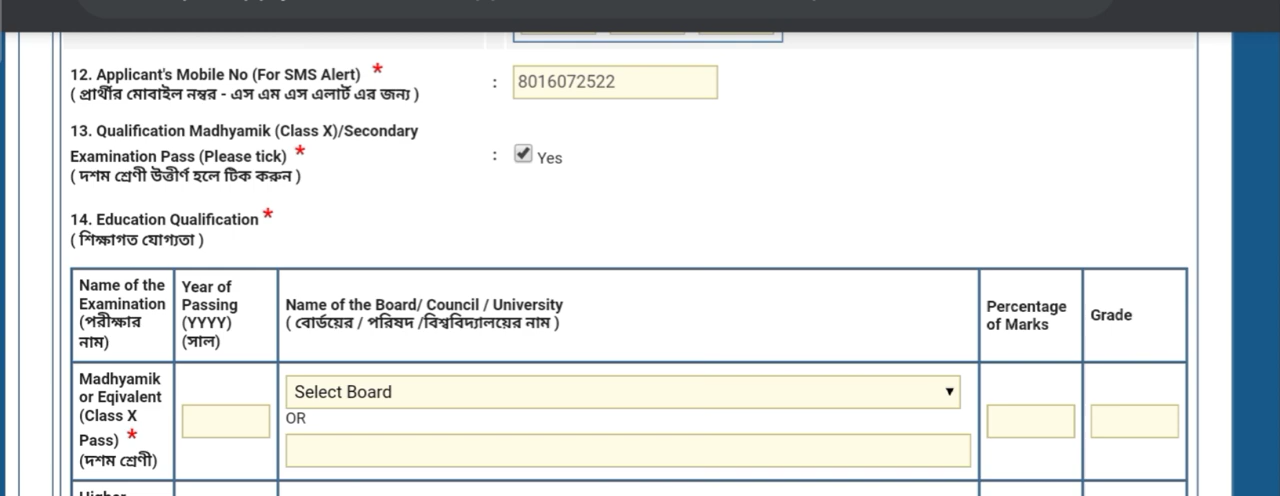 12. Applicant's Mobile No (For SMS Alert) *
( প্রার্থীর মোবাইল নম্বর - এস এম এস এলার্ট এর জন্য )
:
8016072522
13. Qualification Madhyamik (Class X)/Secondary
Examination Pass (Please tick) *
( দশম শ্রেণী উত্তীর্ণ হলে টিক করুন )
:
Yes
14. Education Qualification *
( শিক্ষাগত যোগ্যতা )
Name of the
Examination
(পরীক্ষার
নাম)
Year of
Passing
(YYYY)
(সাল)
Name of the Board/ Council / University
( বোর্ডয়ের / পরিষদ /বিশ্ববিদ্যালয়ের নাম )
Percentage
of Marks
Grade
Madhyamik
or Eqivalent
(Class X
Pass) *
(দশম শ্রেণী)
Select Board
OR